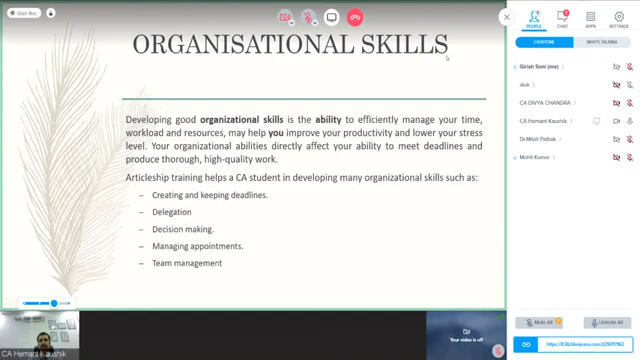 Start Rec
PEOPLE
CHAT
APPS
SETTINGS
EVERYONE
WHO'S TALKING
ORGANISATIONAL SKILLS
Developing good organizational skills is the ability to efficiently manage your time,
workload and resources, may help you improve your productivity and lower your stress
level. Your organizational abilities directly affect your ability to meet deadlines and
produce thorough, high-quality work.
Articleship training helps a CA student in developing many organizational skills such as:
– Creating and keeping deadlines.
– Delegation
– Decision making.
– Managing appointments.
– Team management
Girish Soni (me)
alok
CA DIVYA CHANDRA
CA Hemant Kaushik
Mohit Kumar
Mute All
Unmute All
CA Hemant Kaushik
Your video is off